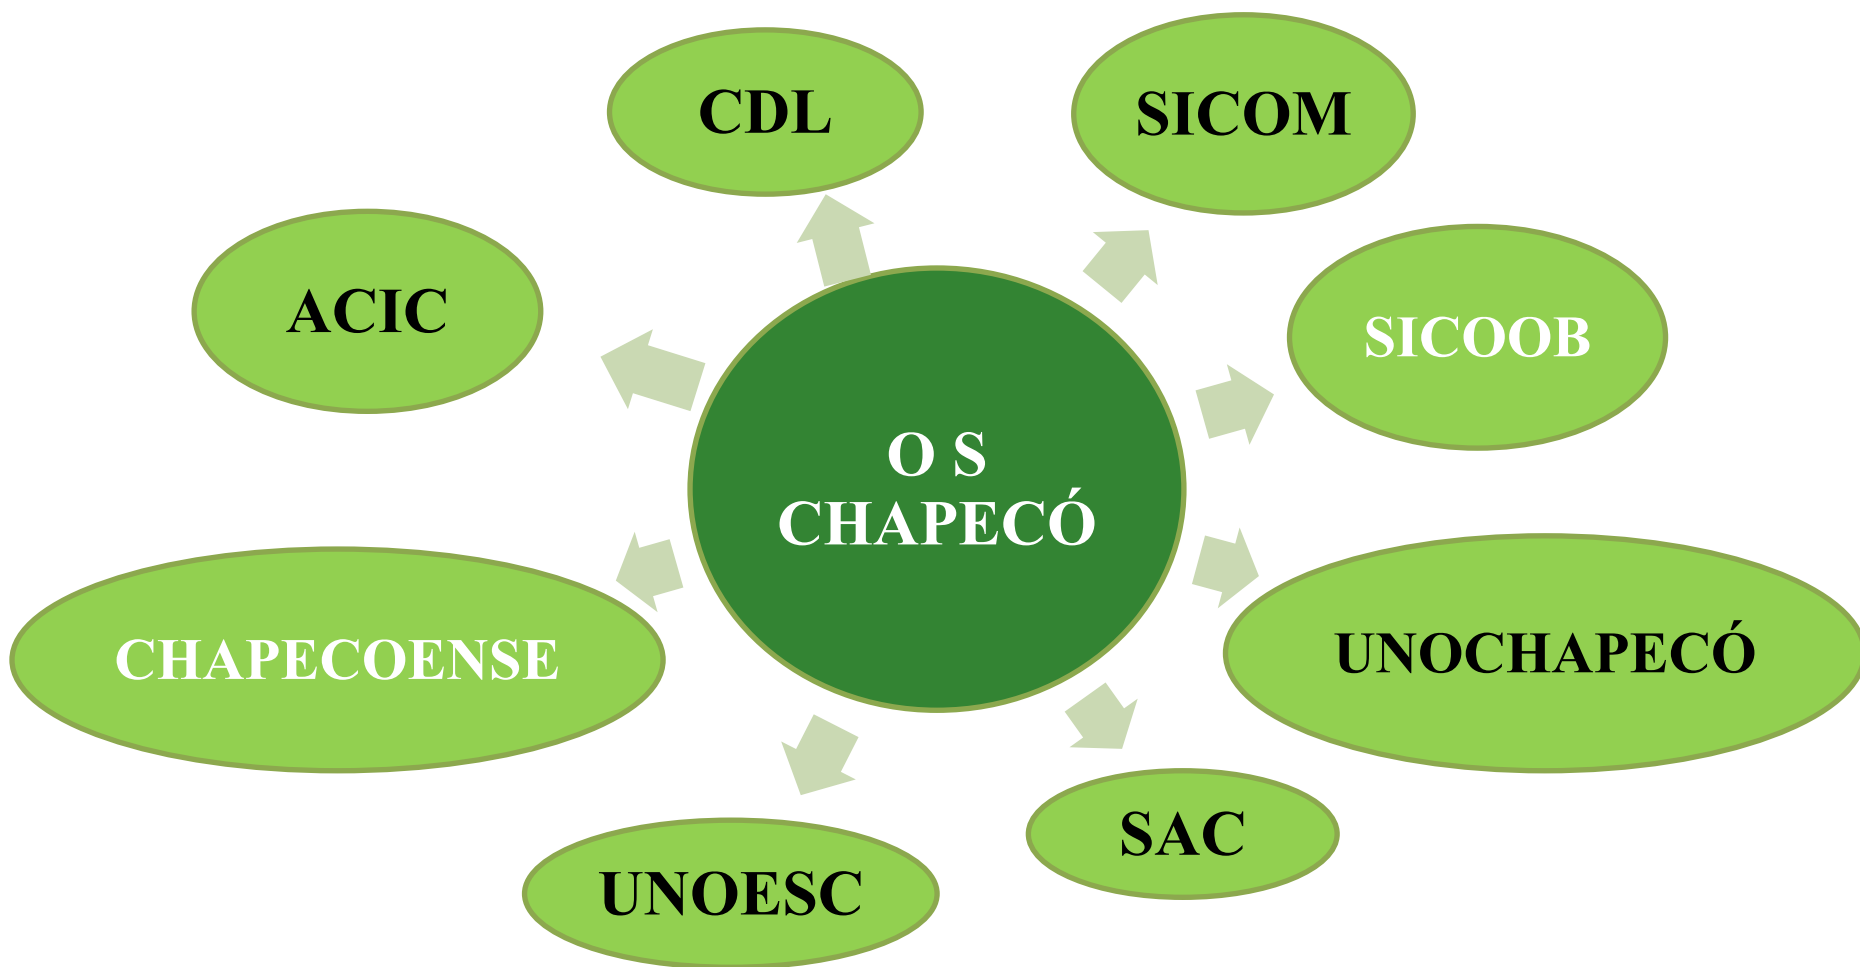 CDL
SICOM
ACIC
SICOOB
O S
CHAPECÓ
CHAPECOENSE
UNOCHAPECÓ
SAC
UNOESC